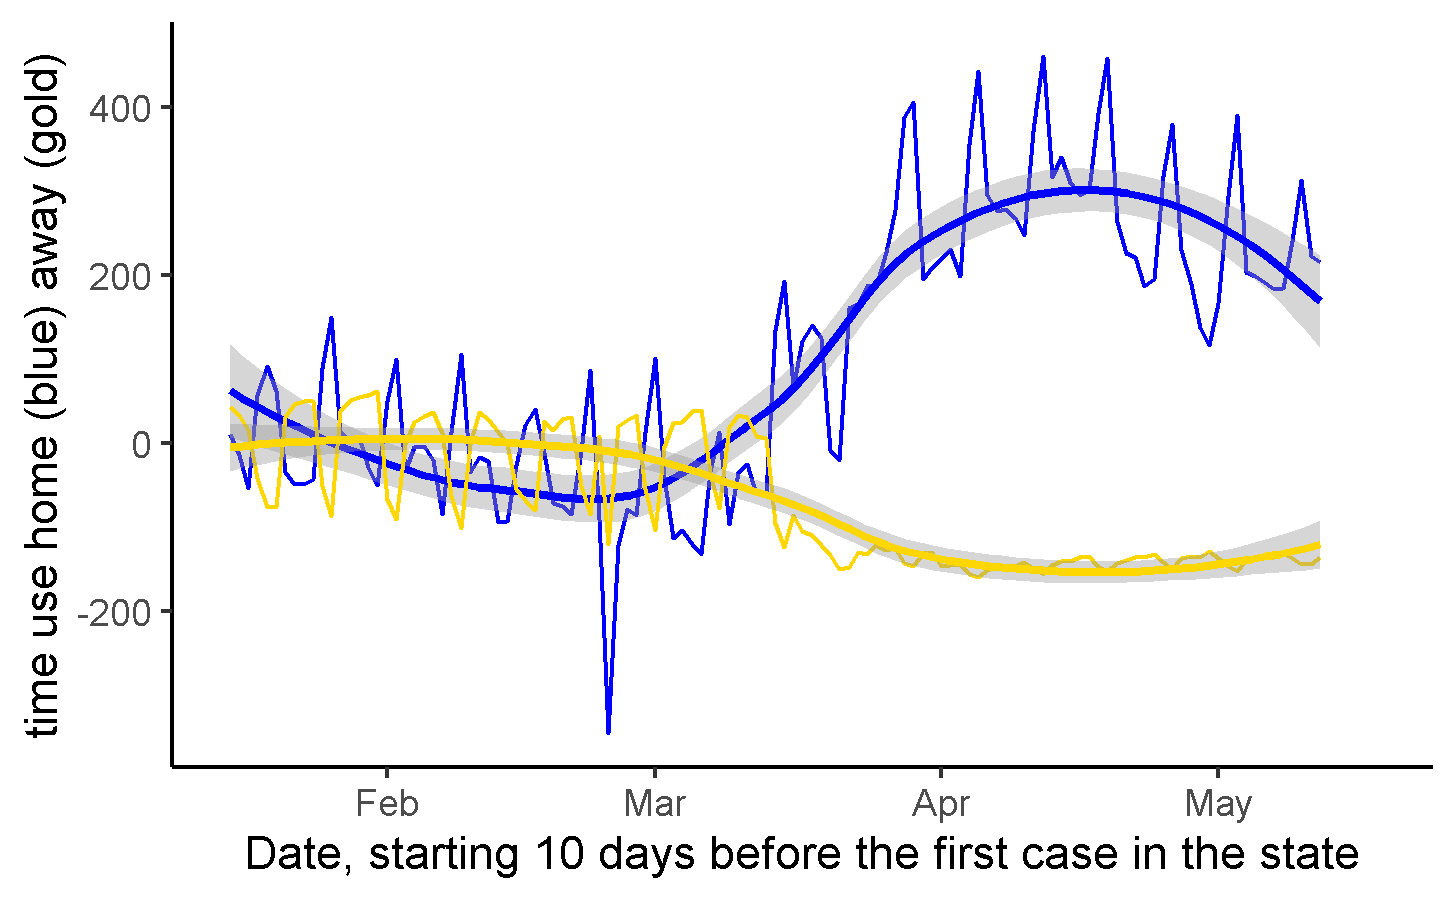 time use home (blue) away (gold)
400
200
0
-200
Feb Mar Apr May
Date, starting 10 days before the first case in the state